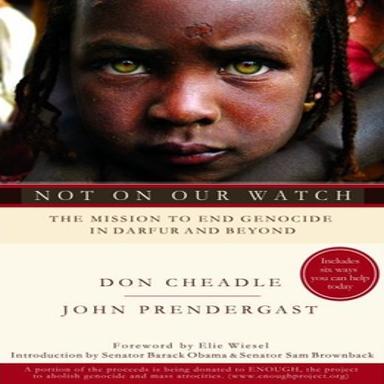 NOT ON OUR WATCH
THE MISSION TO END GENOCIDE
IN DARFUR AND BEYOND
Includes
six ways
you can help
today
DON CHEADLE
JOHN PRENDERGAST
Foreword by Elie Wiesel
Introduction by Senator Barack Obama & Senator Sam Brownback
A portion of the proceeds is being donated to ENOUGH, the project
to abolish genocide and mass atrocities. (www.enoughproject.org)